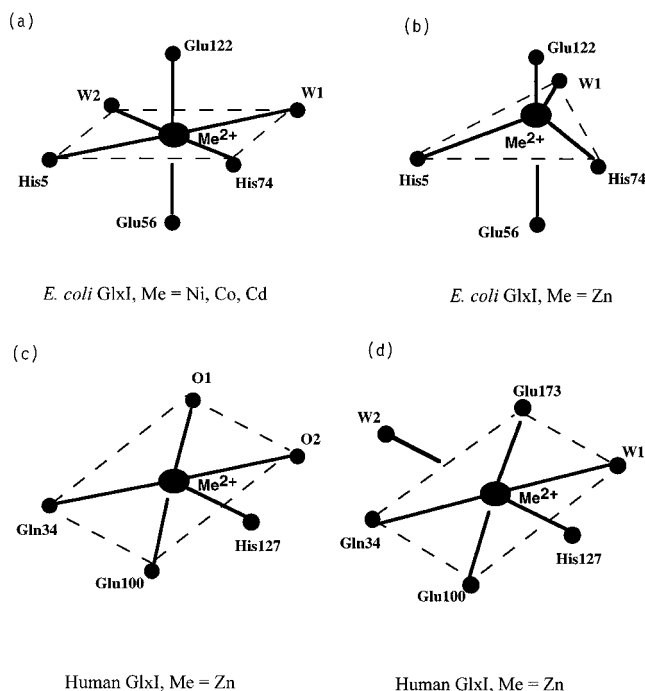 (a)
Glu122
W2
W1
Me2+
His5
His74
Glu56
E. coli GlxI, Me = Ni, Co, Cd
(b)
Glu122
W1
Me2+
His5
His74
Glu56
E. coli GlxI, Me = Zn
(c)
O1
O2
Me2+
Gln34
His127
Glu100
Human GlxI, Me = Zn
(d)
Glu173
W2
W1
Me2+
Gln34
His127
Glu100
Human GlxI, Me = Zn